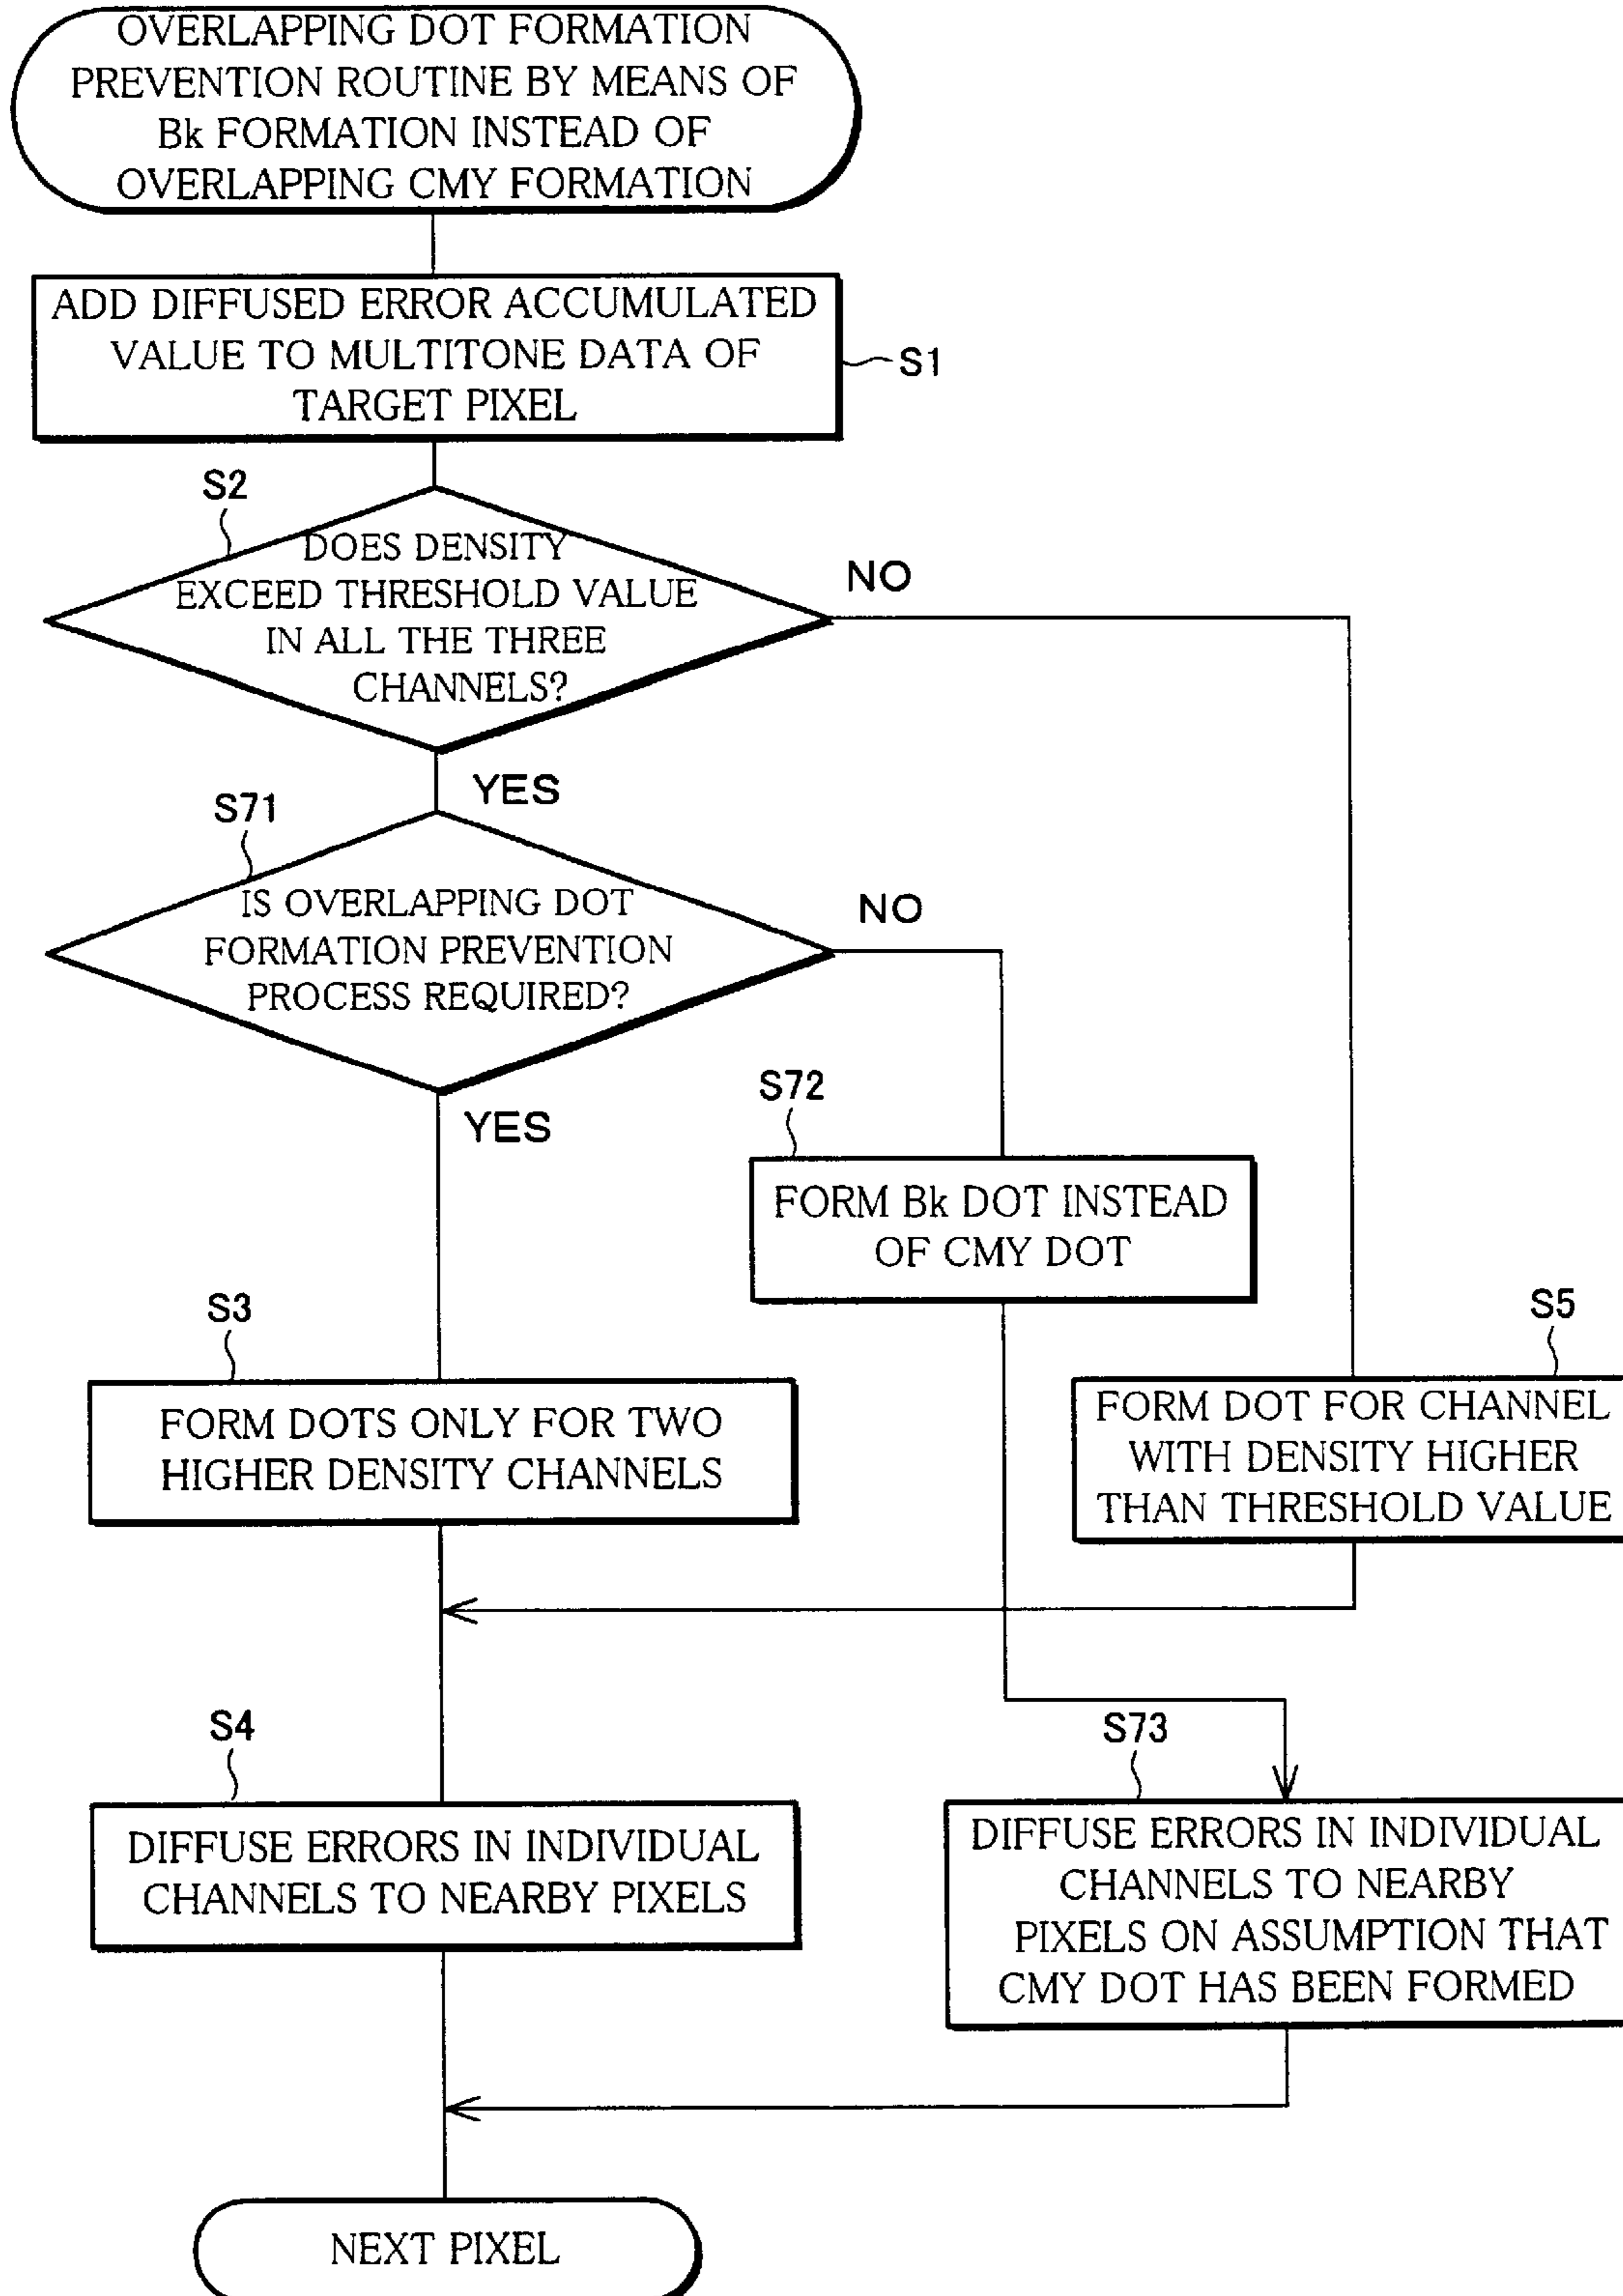 OVERLAPPING DOT FORMATION
PREVENTION ROUTINE BY MEANS OF
Bk FORMATION INSTEAD OF
OVERLAPPING CMY FORMATION
ADD DIFFUSED ERROR ACCUMULATED
VALUE TO MULTITONE DATA OF
TARGET PIXEL
S1
S2
DOES DENSITY
EXCEED THRESHOLD VALUE
IN ALL THE THREE
CHANNELS?
NO
YES
S71
IS OVERLAPPING DOT
FORMATION PREVENTION
PROCESS REQUIRED?
NO
YES
S72
FORM Bk DOT INSTEAD
OF CMY DOT
S3
FORM DOTS ONLY FOR TWO
HIGHER DENSITY CHANNELS
S5
FORM DOT FOR CHANNEL
WITH DENSITY HIGHER
THAN THRESHOLD VALUE
S4
DIFFUSE ERRORS IN INDIVIDUAL
CHANNELS TO NEARBY PIXELS
S73
DIFFUSE ERRORS IN INDIVIDUAL
CHANNELS TO NEARBY
PIXELS ON ASSUMPTION THAT
CMY DOT HAS BEEN FORMED
NEXT PIXEL